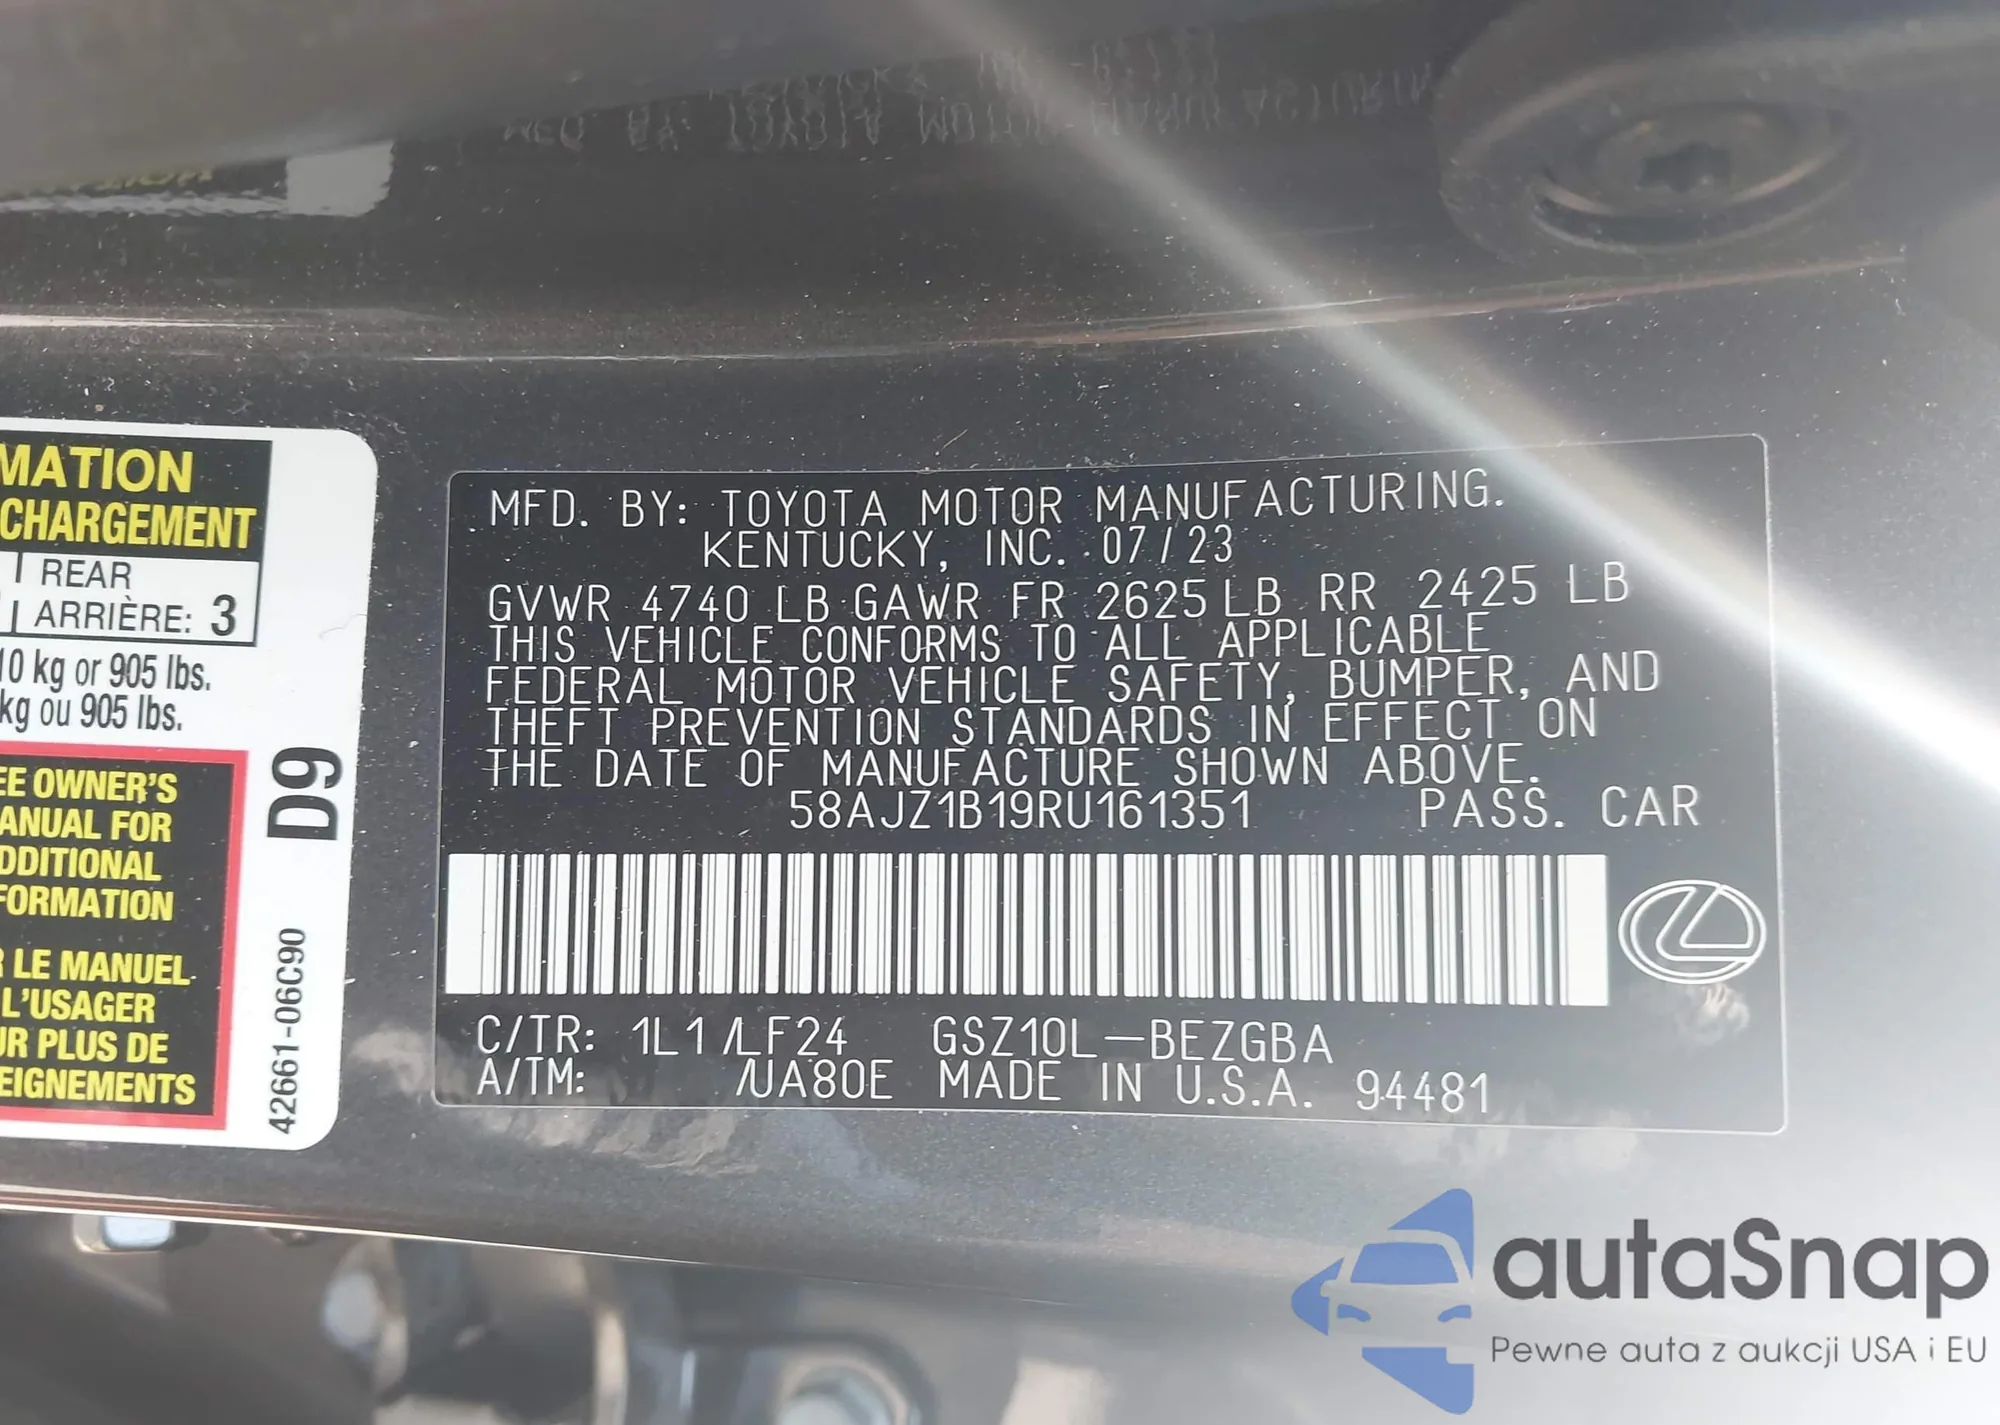 MATION
CHARGEMENT
REAR
ARRIÈRE: 3
10 kg or 905 lbs.
kg ou 905 lbs.
EE OWNER'S
ANUAL FOR
DDITIONAL
FORMATION
R LE MANUEL
L'USAGER
UR PLUS DE
EIGNEMENTS
D9
42661-06C90
MFD. BY: TOYOTA MOTOR MANUFACTURING.
KENTUCKY, INC. 07/23
GVWR 4740 LB GAWR FR 2625 LB RR 2425 LB
THIS VEHICLE CONFORMS TO ALL APPLICABLE
FEDERAL MOTOR VEHICLE SAFETY, BUMPER, AND
THEFT PREVENTION STANDARDS IN EFFECT ON
THE DATE OF MANUFACTURE SHOWN ABOVE.
58AJZ1B19RU161351 PASS. CAR
C/TR: 1L1/LF24 GSZ10L-BEZGBA
A/TM: /UA80E MADE IN U.S.A. 94481
autaSnap
Pewne auta z aukcji USA i EU